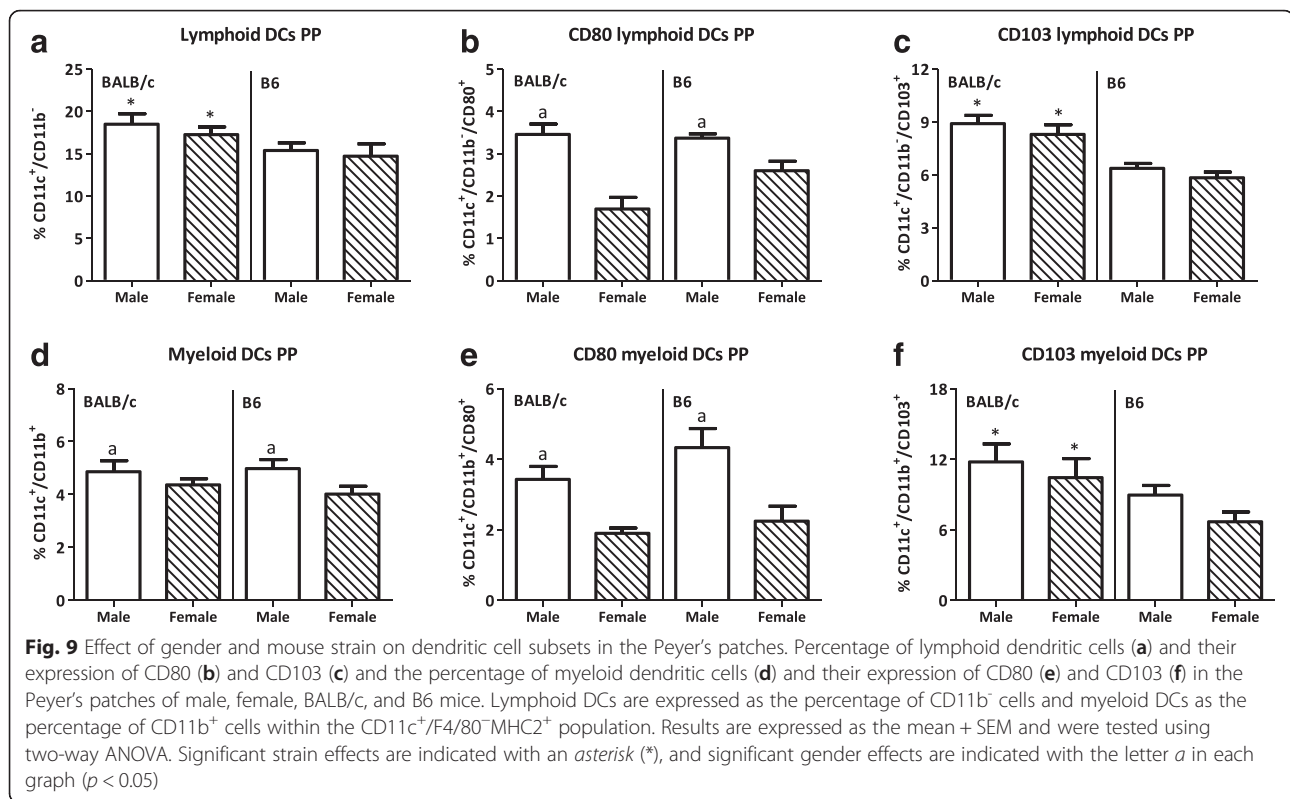 a
Lymphoid DCs PP
% CD11c⁺/CD11b⁻
25
20
15
10
5
0
BALB/c
B6
*
*
Male
Female
Male
Female
b
CD80 lymphoid DCs PP
% CD11c⁺/CD11b⁻/CD80⁺
5
4
3
2
1
0
BALB/c
B6
a
a
Male
Female
Male
Female
c
CD103 lymphoid DCs PP
% CD11c⁺/CD11b⁻/CD103⁺
12
9
6
3
0
BALB/c
B6
*
*
Male
Female
Male
Female
d
Myeloid DCs PP
% CD11c⁺/CD11b⁺
8
6
4
2
0
BALB/c
B6
a
a
Male
Female
Male
Female
e
CD80 myeloid DCs PP
% CD11c⁺/CD11b⁺/CD80⁺
6
4
2
0
BALB/c
B6
a
a
Male
Female
Male
Female
f
CD103 myeloid DCs PP
% CD11c⁺/CD11b⁺/CD103⁺
18
12
6
0
BALB/c
B6
*
*
Male
Female
Male
Female
Fig. 9 Effect of gender and mouse strain on dendritic cell subsets in the Peyer's patches. Percentage of lymphoid dendritic cells (a) and their
expression of CD80 (b) and CD103 (c) and the percentage of myeloid dendritic cells (d) and their expression of CD80 (e) and CD103 (f) in the
Peyer's patches of male, female, BALB/c, and B6 mice. Lymphoid DCs are expressed as the percentage of CD11b⁻ cells and myeloid DCs as the
percentage of CD11b⁺ cells within the CD11c⁺/F4/80⁻MHC2⁺ population. Results are expressed as the mean + SEM and were tested using
two-way ANOVA. Significant strain effects are indicated with an asterisk (*), and significant gender effects are indicated with the letter a in each
graph (p < 0.05)